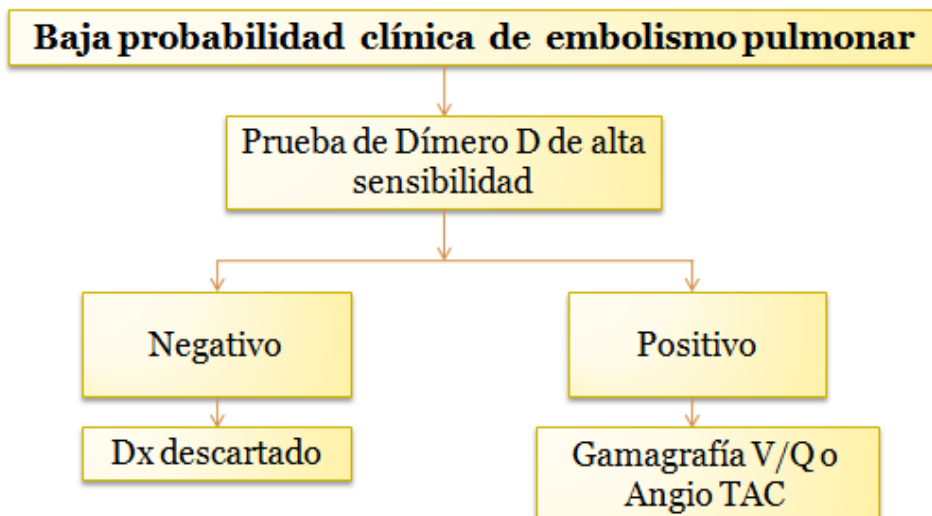 Baja probabilidad clínica de embolismo pulmonar
Prueba de Dímero D de alta
sensibilidad
Negativo
Positivo
Dx descartado
Gamagrafía V/Q o
Angio TAC